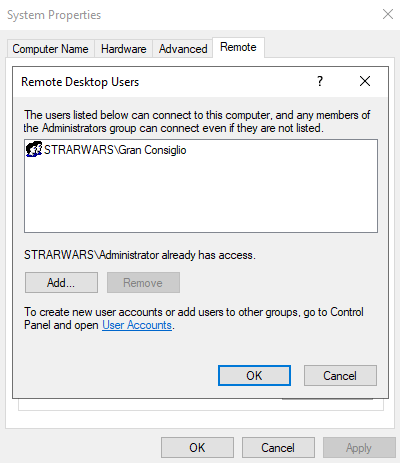 System Properties
Computer Name
Hardware
Advanced
Remote
Remote Desktop Users
?
The users listed below can connect to this computer, and any members of
the Administrators group can connect even if they are not listed.
STRARWARS\Gran Consiglio
STRARWARS\Administrator already has access.
Add...
Remove
To create new user accounts or add users to other groups, go to Control
Panel and open User Accounts.
OK
Cancel
OK
Cancel
Apply